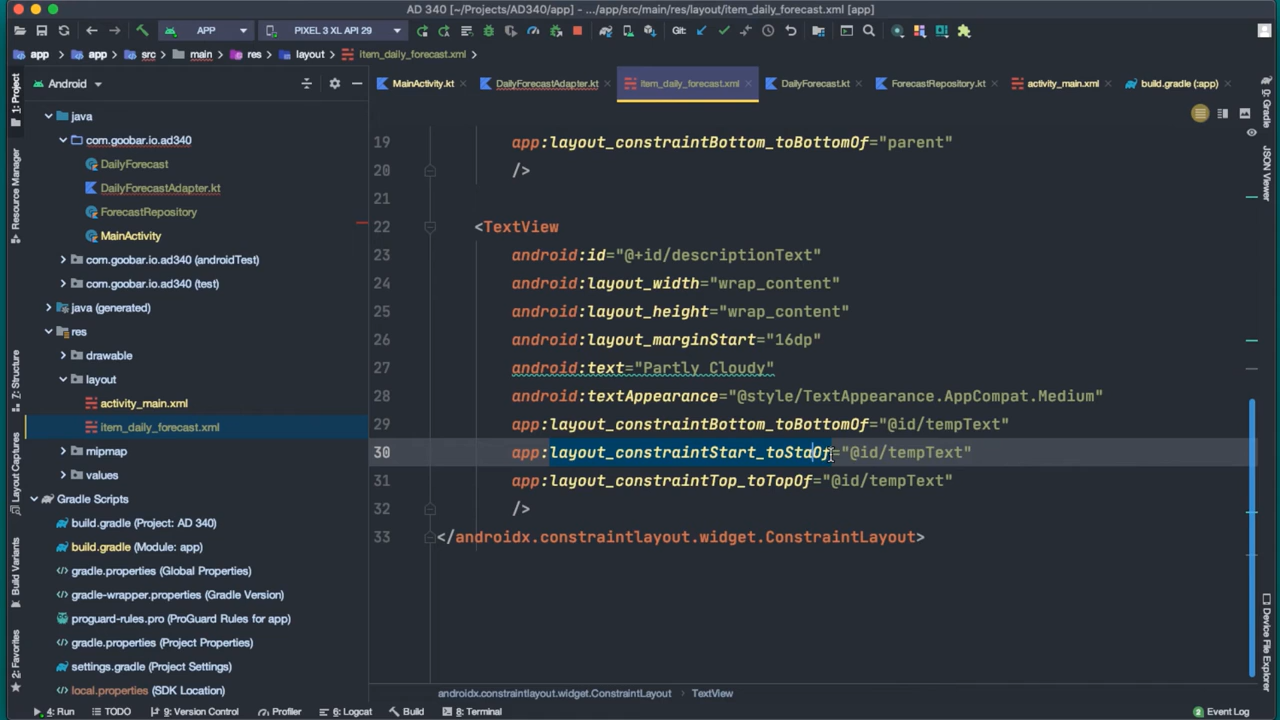 AD 340 [~/Projects/AD340/app] - .../app/src/main/res/layout/item_daily_forecast.xml [app]
APP
PIXEL 3 XL API 29
Git:
app
app
src
main
res
layout
item_daily_forecast.xml
Android
MainActivity.kt
DailyForecastAdapter.kt
item_daily_forecast.xml
DailyForecast.kt
ForecastRepository.kt
activity_main.xml
build.gradle (:app)
1: Project
Resource Manager
7: Structure
Layout Captures
Build Variants
2: Favorites
java
com.goobar.io.ad340
DailyForecast
DailyForecastAdapter.kt
ForecastRepository
MainActivity
com.goobar.io.ad340 (androidTest)
com.goobar.io.ad340 (test)
java (generated)
res
drawable
layout
activity_main.xml
item_daily_forecast.xml
mipmap
values
Gradle Scripts
build.gradle (Project: AD 340)
build.gradle (Module: app)
gradle.properties (Global Properties)
gradle-wrapper.properties (Gradle Version)
proguard-rules.pro (ProGuard Rules for app)
gradle.properties (Project Properties)
settings.gradle (Project Settings)
local.properties (SDK Location)
19 app:layout_constraintBottom_toBottomOf="parent"
20 />
21
22 <TextView
23 android:id="@+id/descriptionText"
24 android:layout_width="wrap_content"
25 android:layout_height="wrap_content"
26 android:layout_marginStart="16dp"
27 android:text="Partly Cloudy"
28 android:textAppearance="@style/TextAppearance.AppCompat.Medium"
29 app:layout_constraintBottom_toBottomOf="@id/tempText"
30 app:layout_constraintStart_toStaOf="@id/tempText"
31 app:layout_constraintTop_toTopOf="@id/tempText"
32 />
33 </androidx.constraintlayout.widget.ConstraintLayout>
Gradle
JSON Viewer
Device File Explorer
androidx.constraintlayout.widget.ConstraintLayout
TextView
4: Run
TODO
9: Version Control
Profiler
6: Logcat
Build
8: Terminal
2 Event Log